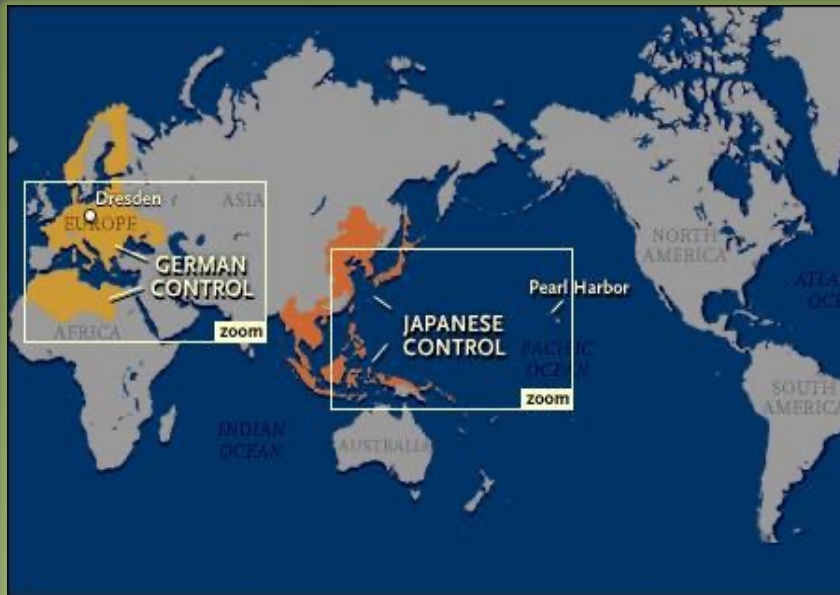 Dresden
EUROPE
ASIA
GERMAN
CONTROL
zoom
AFRICA
INDIAN
OCEAN
JAPANESE
CONTROL
zoom
Pearl Harbor
PACIFIC
OCEAN
AUSTRALIA
NORTH
AMERICA
SOUTH
AMERICA